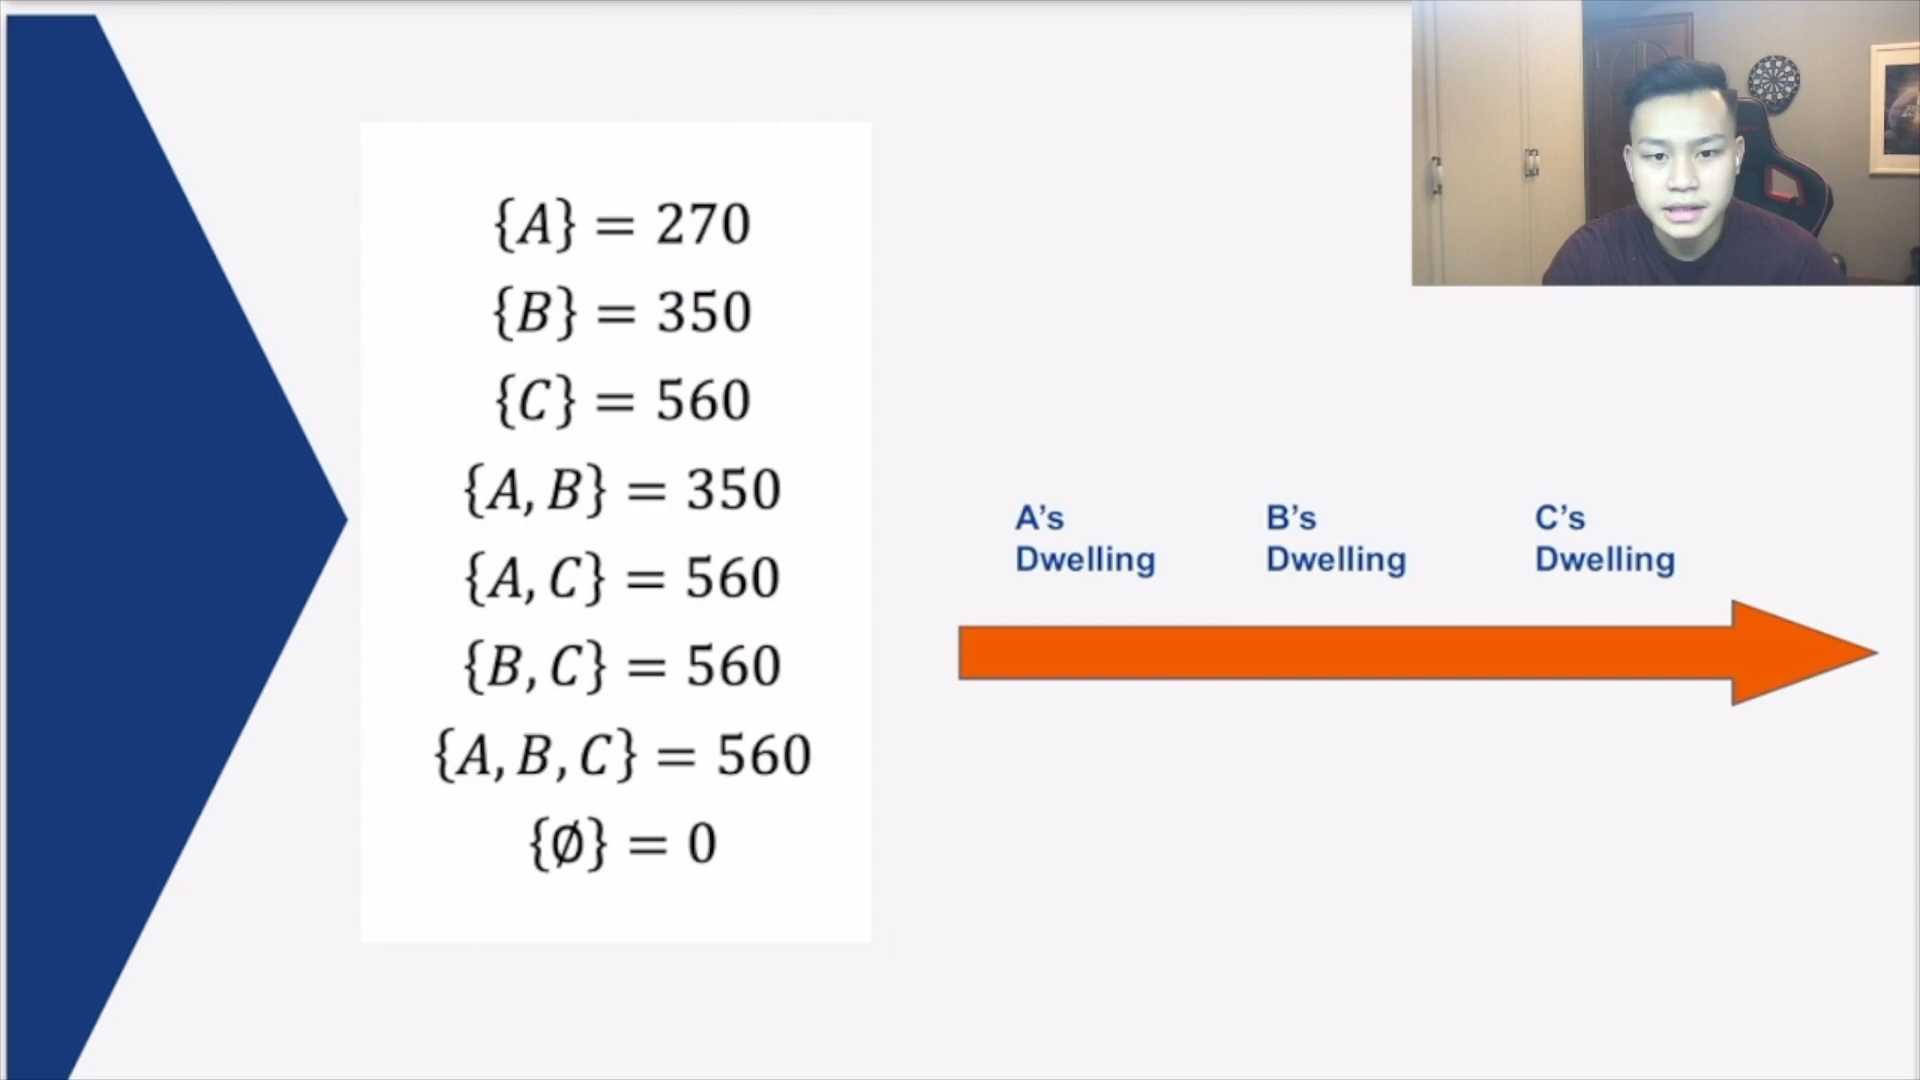 {A} = 270
{B} = 350
{C} = 560
{A, B} = 350
{A, C} = 560
{B, C} = 560
{A, B, C} = 560
{∅} = 0
A’s
Dwelling
B’s
Dwelling
C’s
Dwelling